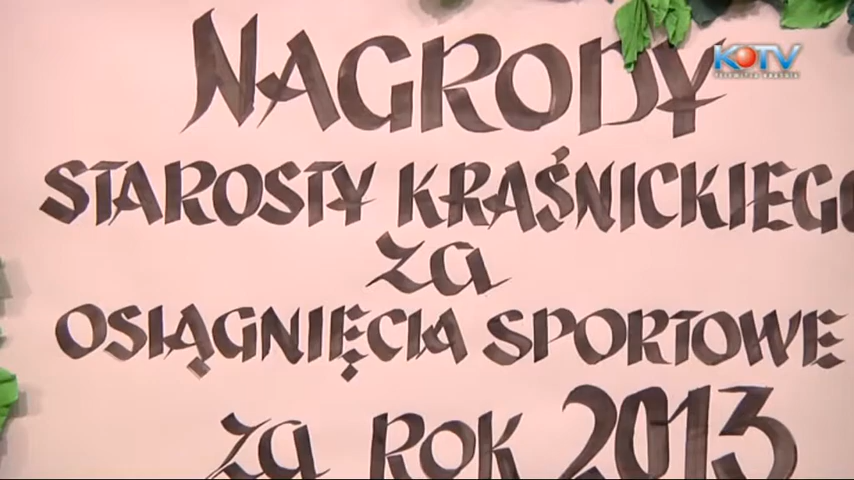 KOTV
NAGRODY
STAROSTY KRAŚNICKIEGO
za
OSIĄGNIĘCIA SPORTOWE
za ROK 2013